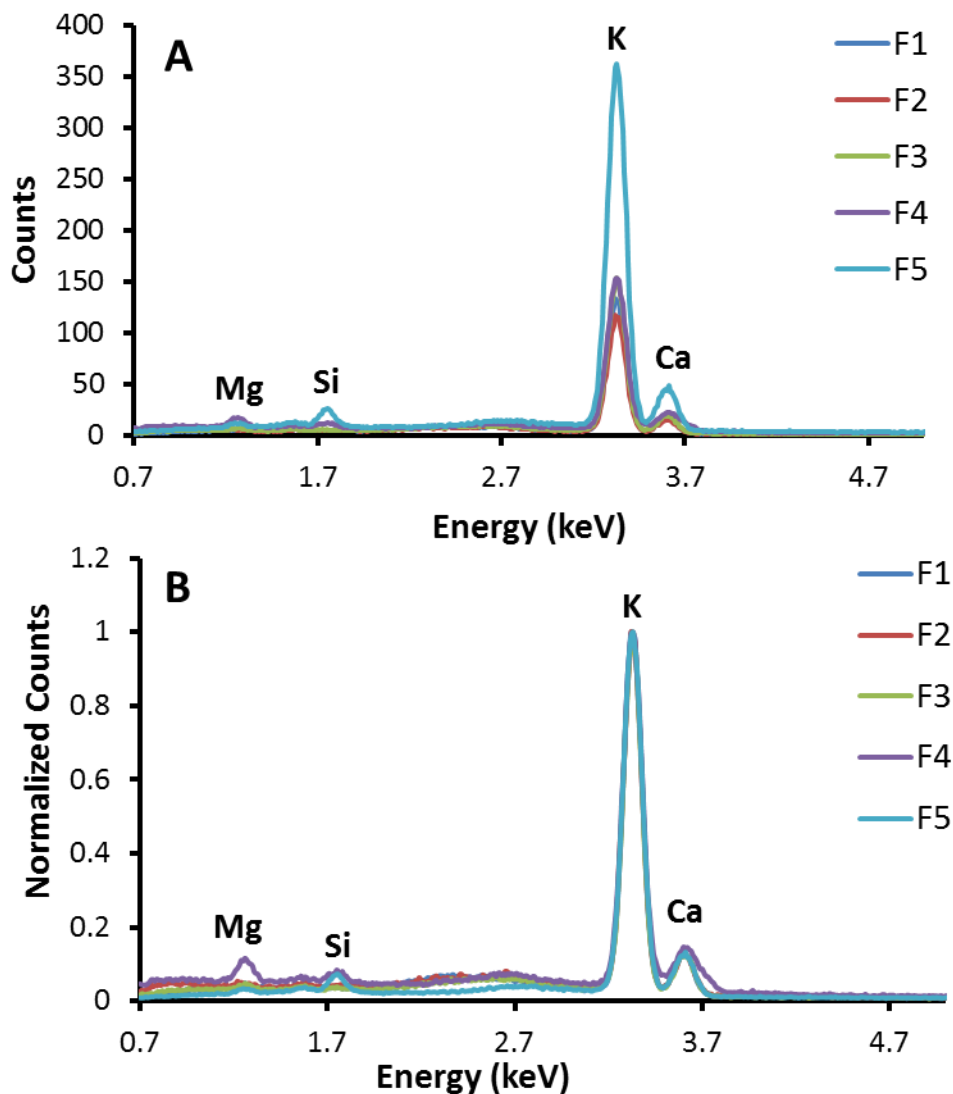 A
Counts
400
350
300
250
200
150
100
50
0
K
Ca
Mg
Si
F1
F2
F3
F4
F5
0.7 1.7 2.7 3.7 4.7
Energy (keV)
B
Normalized Counts
1.2
1
0.8
0.6
0.4
0.2
0
K
Ca
Mg
Si
F1
F2
F3
F4
F5
0.7 1.7 2.7 3.7 4.7
Energy (keV)